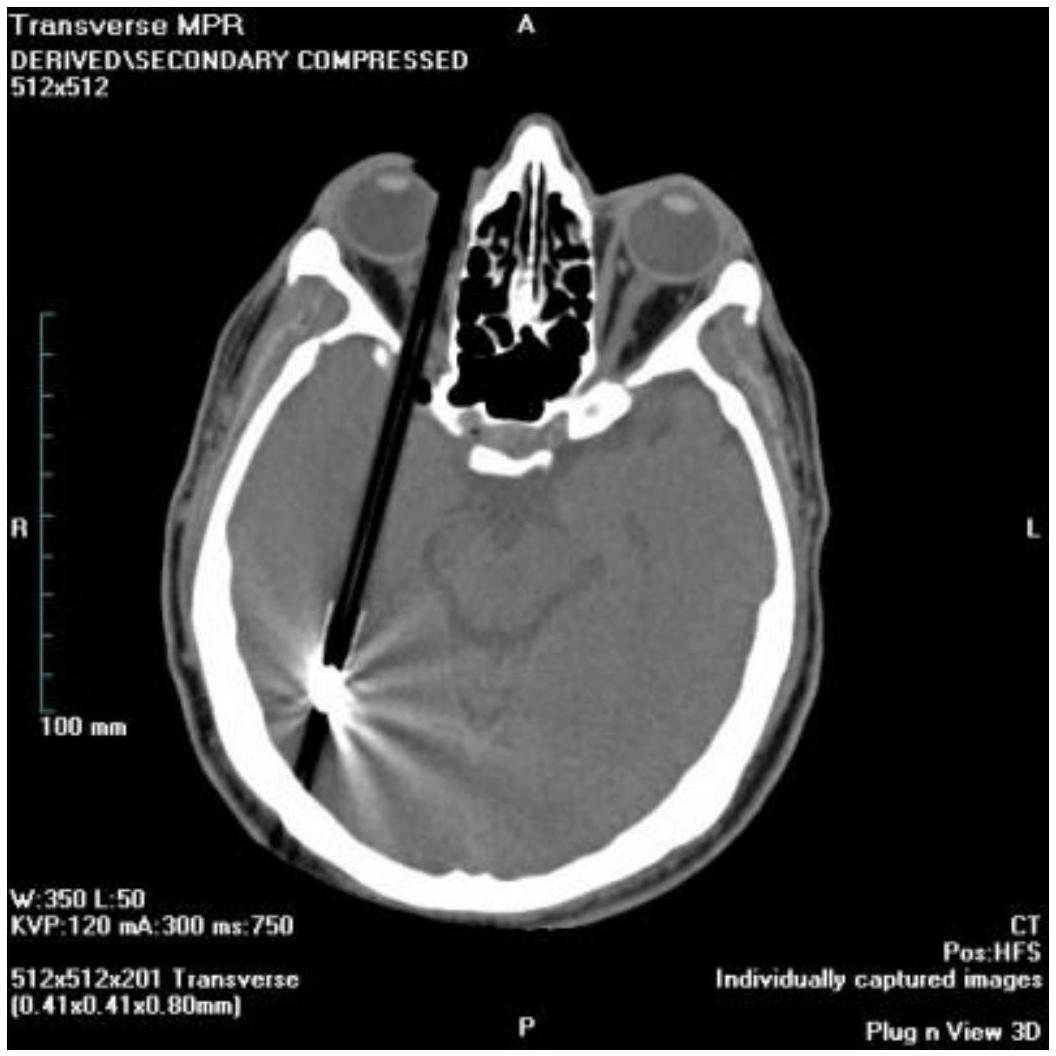 Transverse MPR
DERIVED\SECONDARY COMPRESSED
512x512
A
R
L
100 mm
W:350 L:50
KVP:120 mA:300 ms:750
512x512x201 Transverse
(0.41x0.41x0.80mm)
P
CT
Pos:HFS
Individually captured images
Plug n View 3D